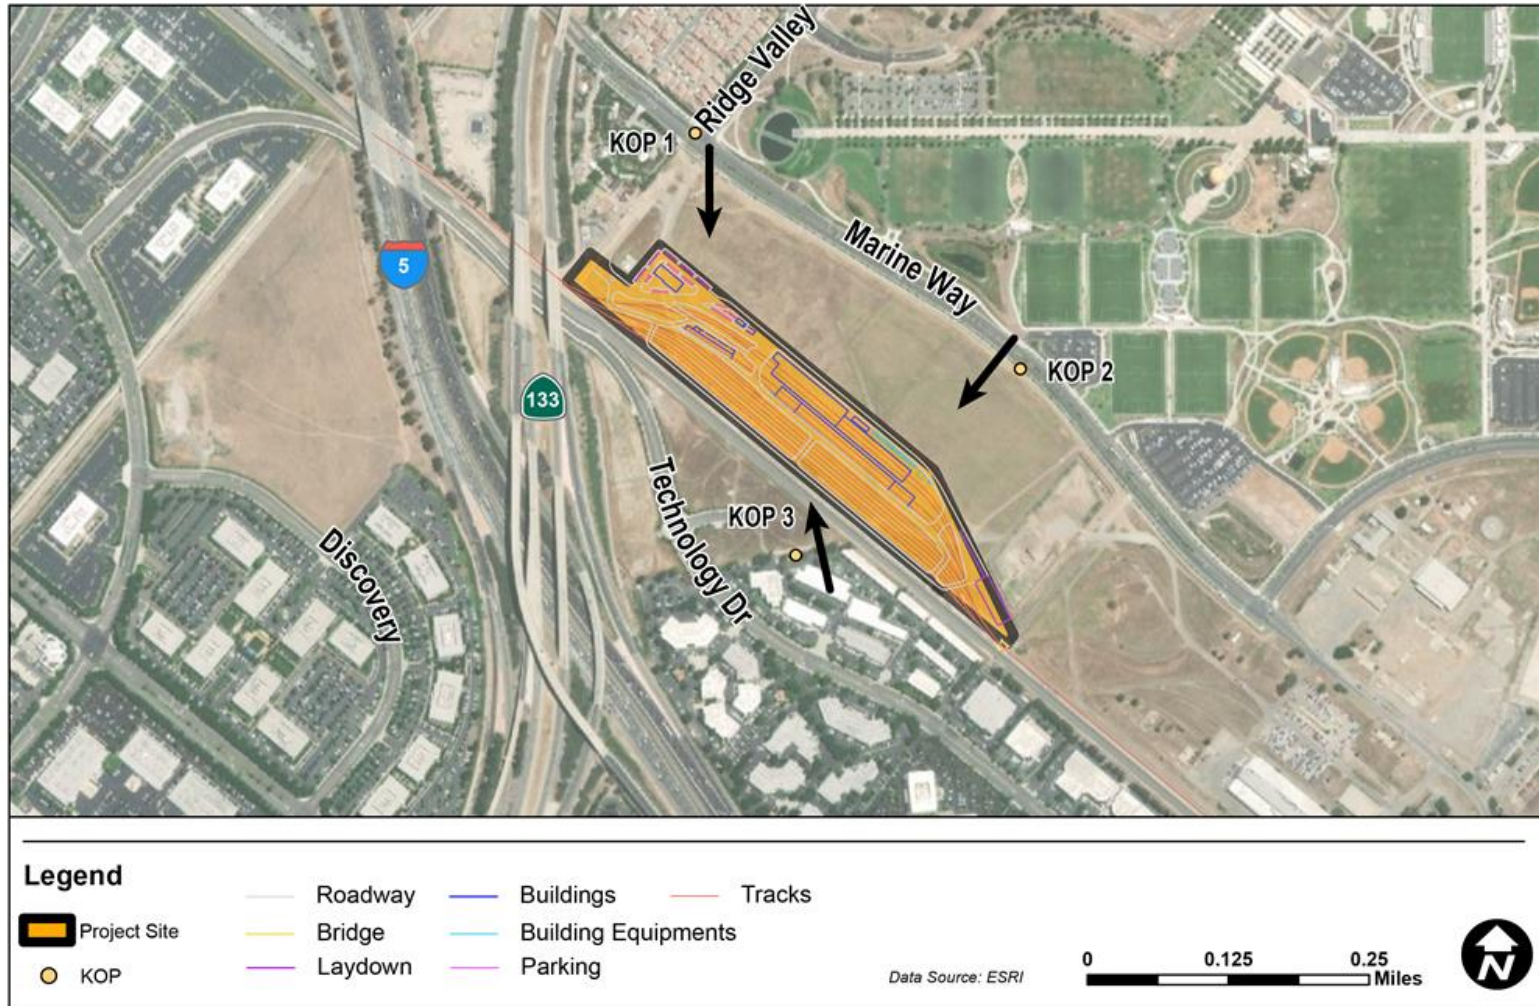 Ridge Valley
KOP 1
Marine Way
5
KOP 2
133
Technology Dr
KOP 3
Discovery
Legend
Project Site
KOP
Roadway
Bridge
Laydown
Buildings
Building Equipments
Parking
Tracks
Data Source: ESRI
0 0.125 0.25
Miles
N